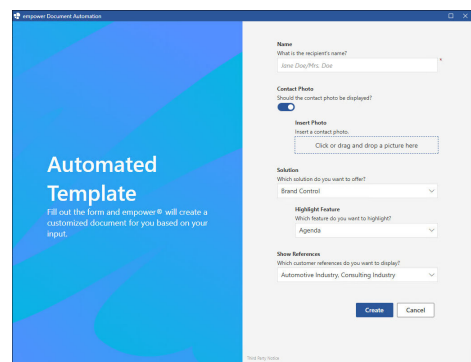 empower Document Automation
Automated
Template
Fill out the form and empower® will create a
customized document for you based on your
input.
Name
What is the recipient's name?
Jane Doe/Mrs. Doe
*
Contact Photo
Should the contact photo be displayed?
Insert Photo
Insert a contact photo.
Click or drag and drop a picture here
Solution
Which solution do you want to offer?
Brand Control
Highlight Feature
Which feature do you want to highlight?
Agenda
Show References
Which customer references do you want to display?
Automotive Industry, Consulting Industry
Create
Cancel
Third Party Notice